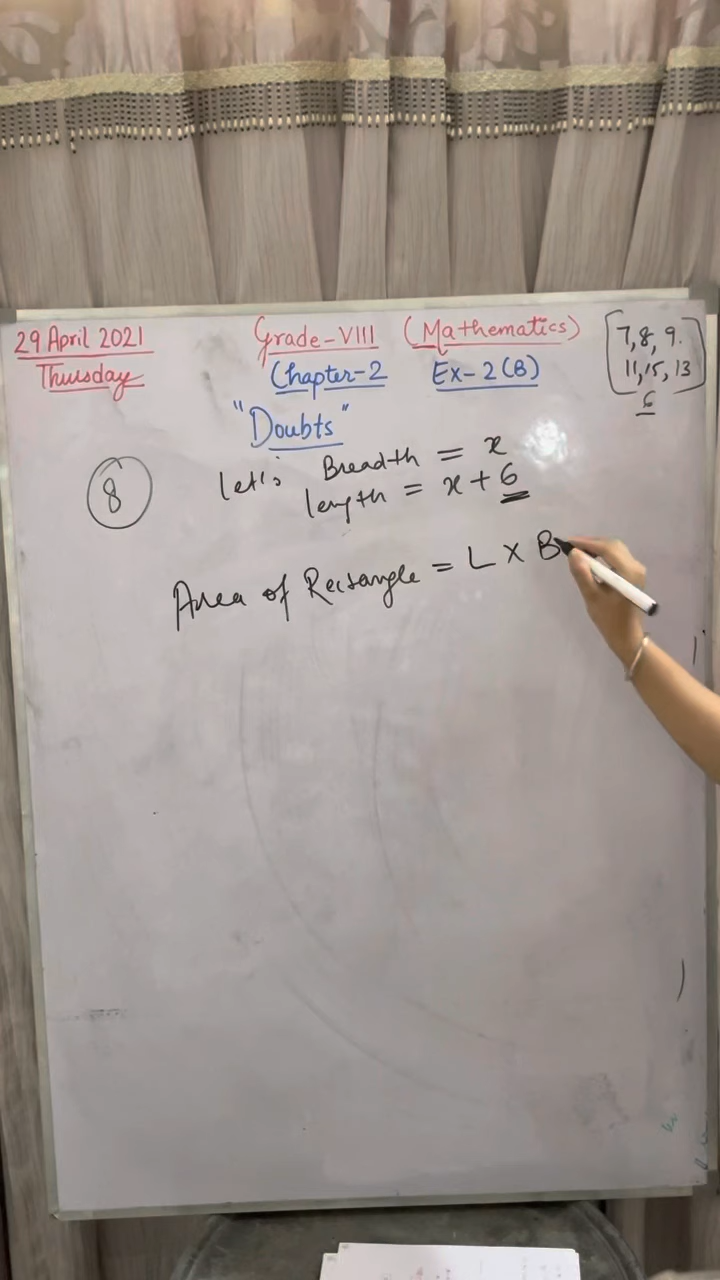 29 April 2021
Thursday
Grade-VIII (Mathematics)
Chapter-2 Ex-2(B)
"Doubts"
7, 8, 9.
11, 15, 13
6
8
Let's Breadth = x
length = x + 6
Area of Rectangle = L X B